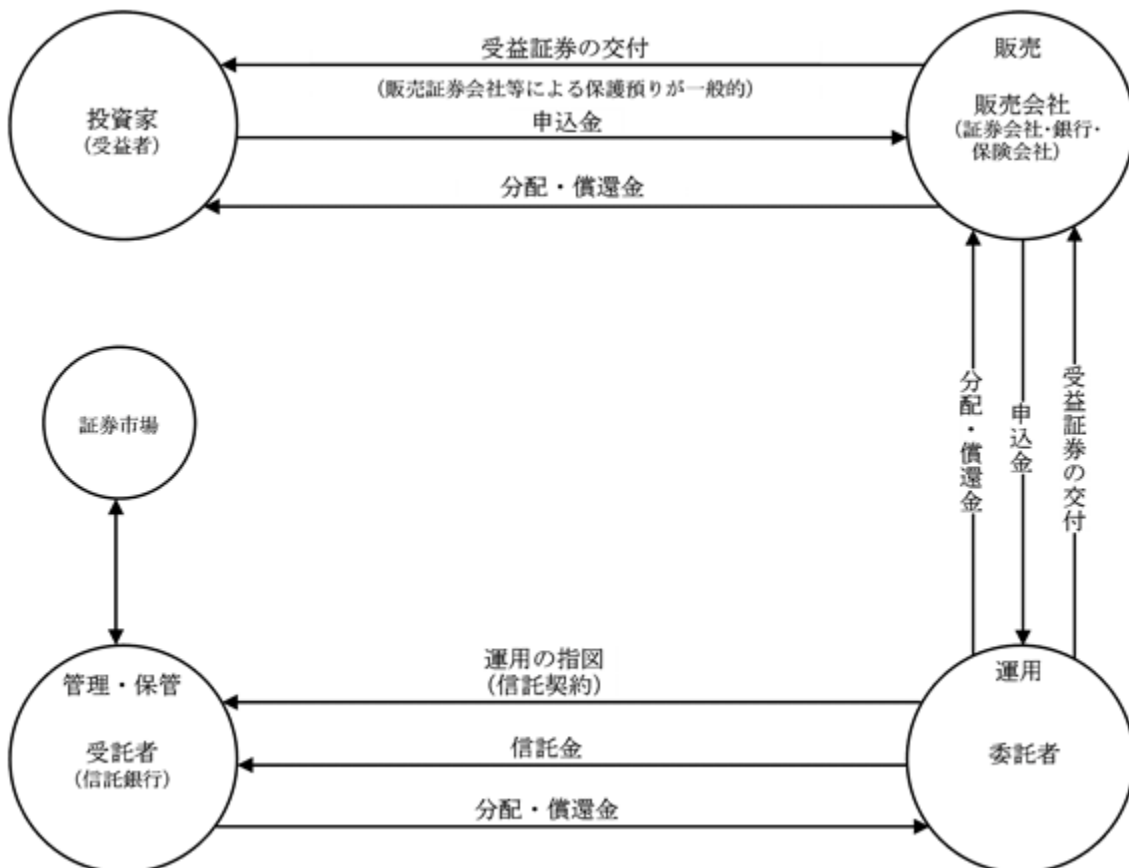 受益証券の交付
(販売証券会社等による保護預りが一般的)
申込金
分配・償還金
投資家
(受益者)
販売
販売会社
(証券会社・銀行・
保険会社)
証券市場
分配・償還金
申込金
受益証券の交付
管理・保管
受託者
(信託銀行)
運用の指図
(信託契約)
信託金
分配・償還金
運用
委託者